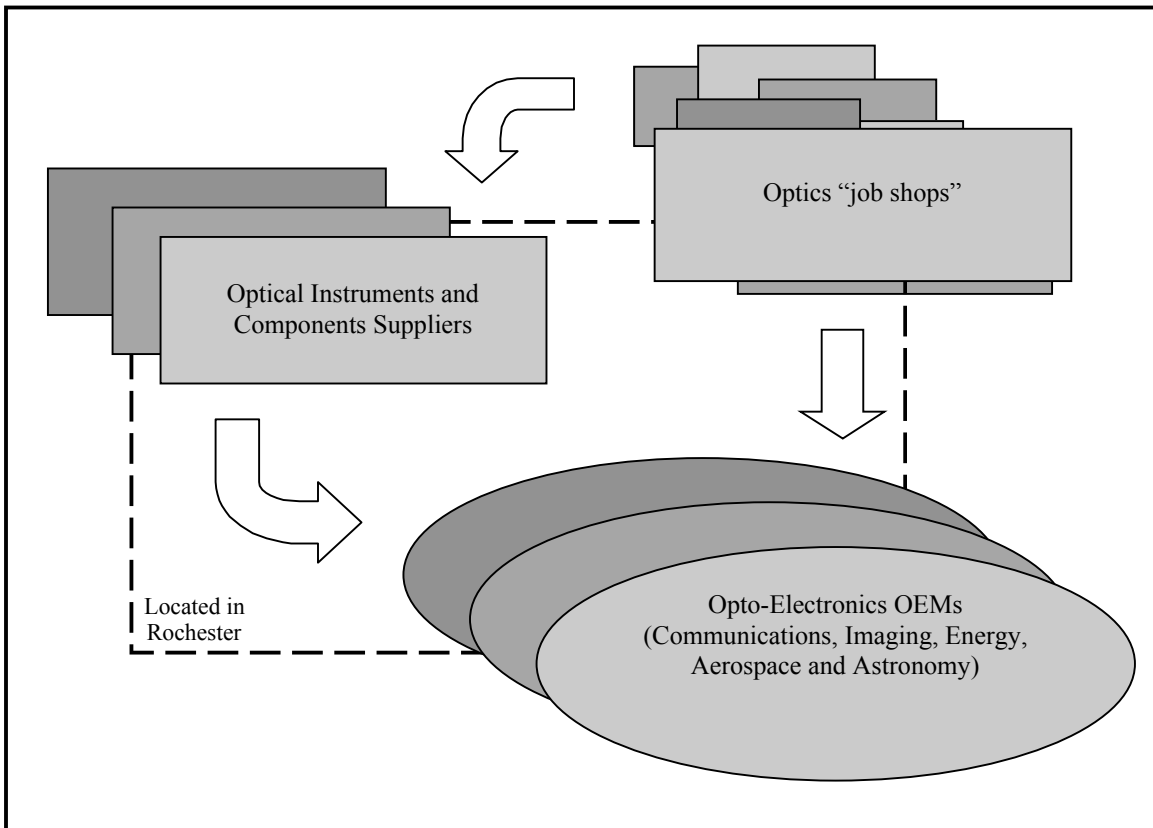 Optics “job shops”
Optical Instruments and
Components Suppliers
Located in
Rochester
Opto-Electronics OEMs
(Communications, Imaging, Energy,
Aerospace and Astronomy)